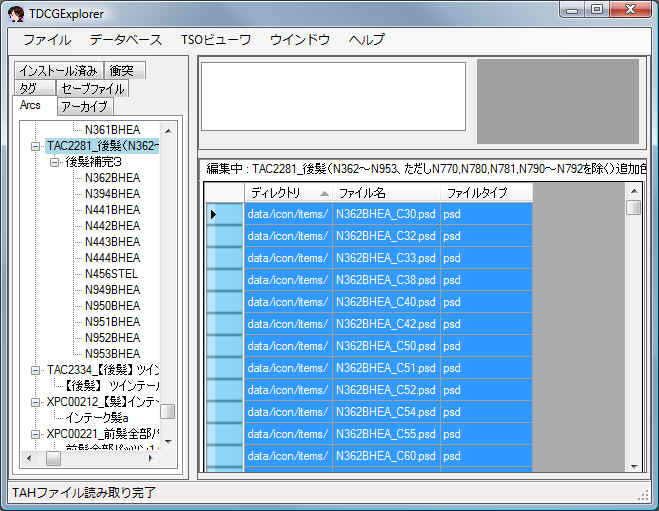 TDCGExplorer
ファイル データベース TSOビューワ ウインドウ ヘルプ
インストール済み 衝突
タグ セーブファイル
Arcs アーカイブ
N361BHEA
TAC2281_後髪(N362～
後髪補完3
N362BHEA
N394BHEA
N441BHEA
N442BHEA
N443BHEA
N444BHEA
N456STEL
N949BHEA
N950BHEA
N951BHEA
N952BHEA
N953BHEA
TAC2334_【後髪】 ツイン
【後髪】 ツインテール
XPC00212_【髪】インテー
インテーク髪a
XPC00221_前髪全部パ
前髪全部パッツン1
編集中 : TAC2281_後髪(N362～N953、ただしN770,N780,N781,N790～N792を除く)追加色
ディレクトリ ファイル名 ファイルタイプ
data/icon/items/ N362BHEA_C30.psd psd
data/icon/items/ N362BHEA_C32.psd psd
data/icon/items/ N362BHEA_C33.psd psd
data/icon/items/ N362BHEA_C38.psd psd
data/icon/items/ N362BHEA_C40.psd psd
data/icon/items/ N362BHEA_C42.psd psd
data/icon/items/ N362BHEA_C50.psd psd
data/icon/items/ N362BHEA_C51.psd psd
data/icon/items/ N362BHEA_C52.psd psd
data/icon/items/ N362BHEA_C54.psd psd
data/icon/items/ N362BHEA_C55.psd psd
data/icon/items/ N362BHEA_C60.psd psd
TAHファイル読み取り完了